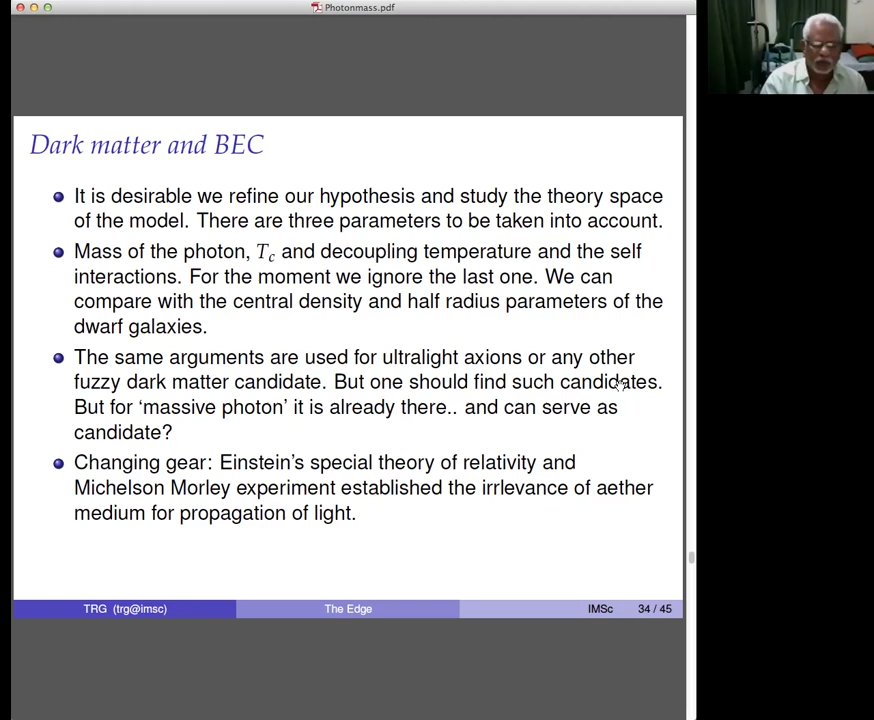 Photonmass.pdf
Dark matter and BEC
It is desirable we refine our hypothesis and study the theory space
of the model. There are three parameters to be taken into account.
Mass of the photon, T_c and decoupling temperature and the self
interactions. For the moment we ignore the last one. We can
compare with the central density and half radius parameters of the
dwarf galaxies.
The same arguments are used for ultralight axions or any other
fuzzy dark matter candidate. But one should find such candidates.
But for ‘massive photon’ it is already there.. and can serve as
candidate?
Changing gear: Einstein’s special theory of relativity and
Michelson Morley experiment established the irrlevance of aether
medium for propagation of light.
TRG (trg@imsc) The Edge IMSc 34 / 45